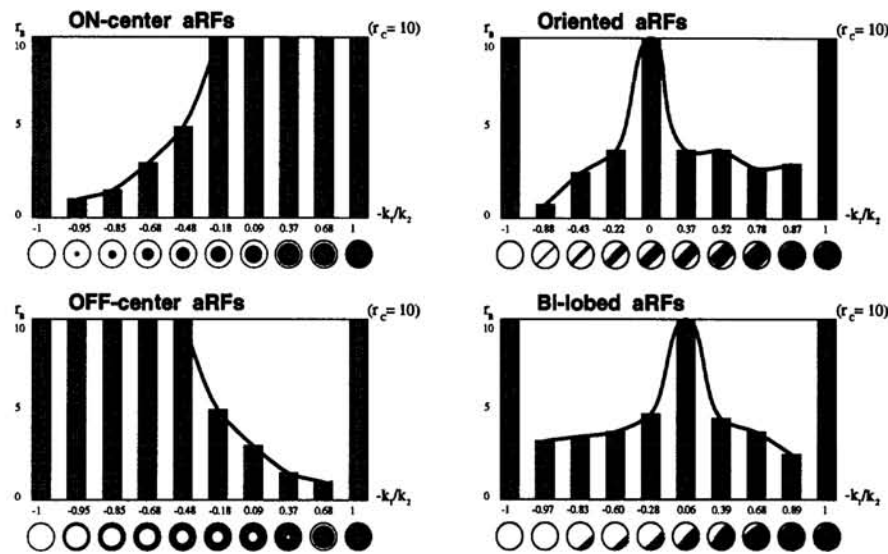 ON-center aRFs
(r_c = 10)
r_B
10
5
0
-k_1/k_2
-1 -0.95 -0.85 -0.68 -0.48 -0.18 0.09 0.37 0.68 1
Oriented aRFs
(r_c = 10)
r_B
10
5
0
-k_1/k_2
-1 -0.88 -0.43 -0.22 0 0.37 0.52 0.78 0.87 1
OFF-center aRFs
(r_c = 10)
r_B
10
5
0
-k_1/k_2
-1 -0.95 -0.85 -0.68 -0.48 -0.18 0.09 0.37 0.68 1
Bi-lobed aRFs
(r_c = 10)
r_B
10
5
0
-k_1/k_2
-1 -0.97 -0.83 -0.60 -0.28 0.06 0.39 0.68 0.89 1